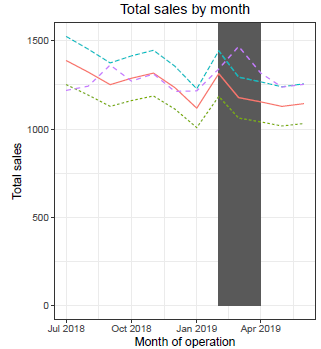 Total sales by month
Total sales
1500
1000
500
0
Jul 2018
Oct 2018
Jan 2019
Apr 2019
Month of operation